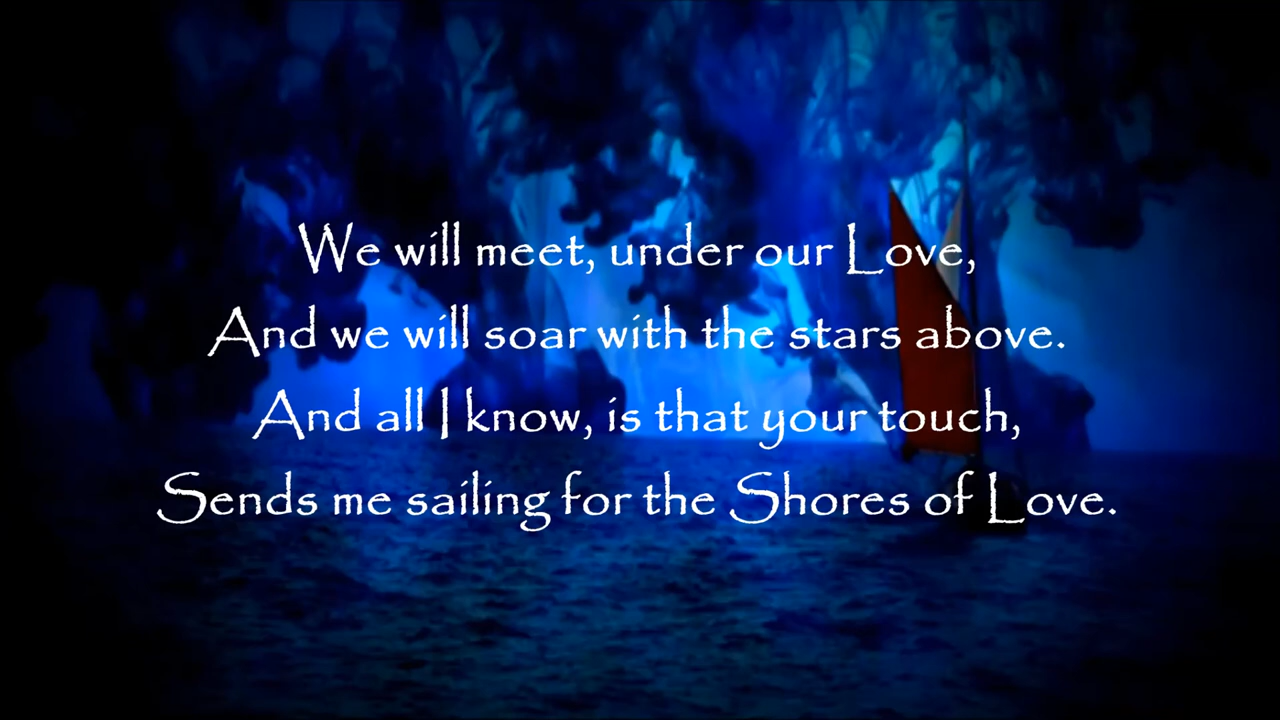 We will meet, under our Love,
And we will soar with the stars above.
And all I know, is that your touch,
Sends me sailing for the Shores of Love.